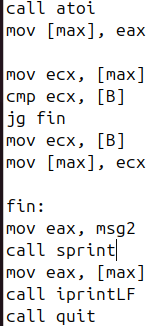 call atoi
mov [max], eax
mov ecx, [max]
cmp ecx, [B]
jg fin
mov ecx, [B]
mov [max], ecx
fin:
mov eax, msg2
call sprint
mov eax, [max]
call iprintLF
call quit